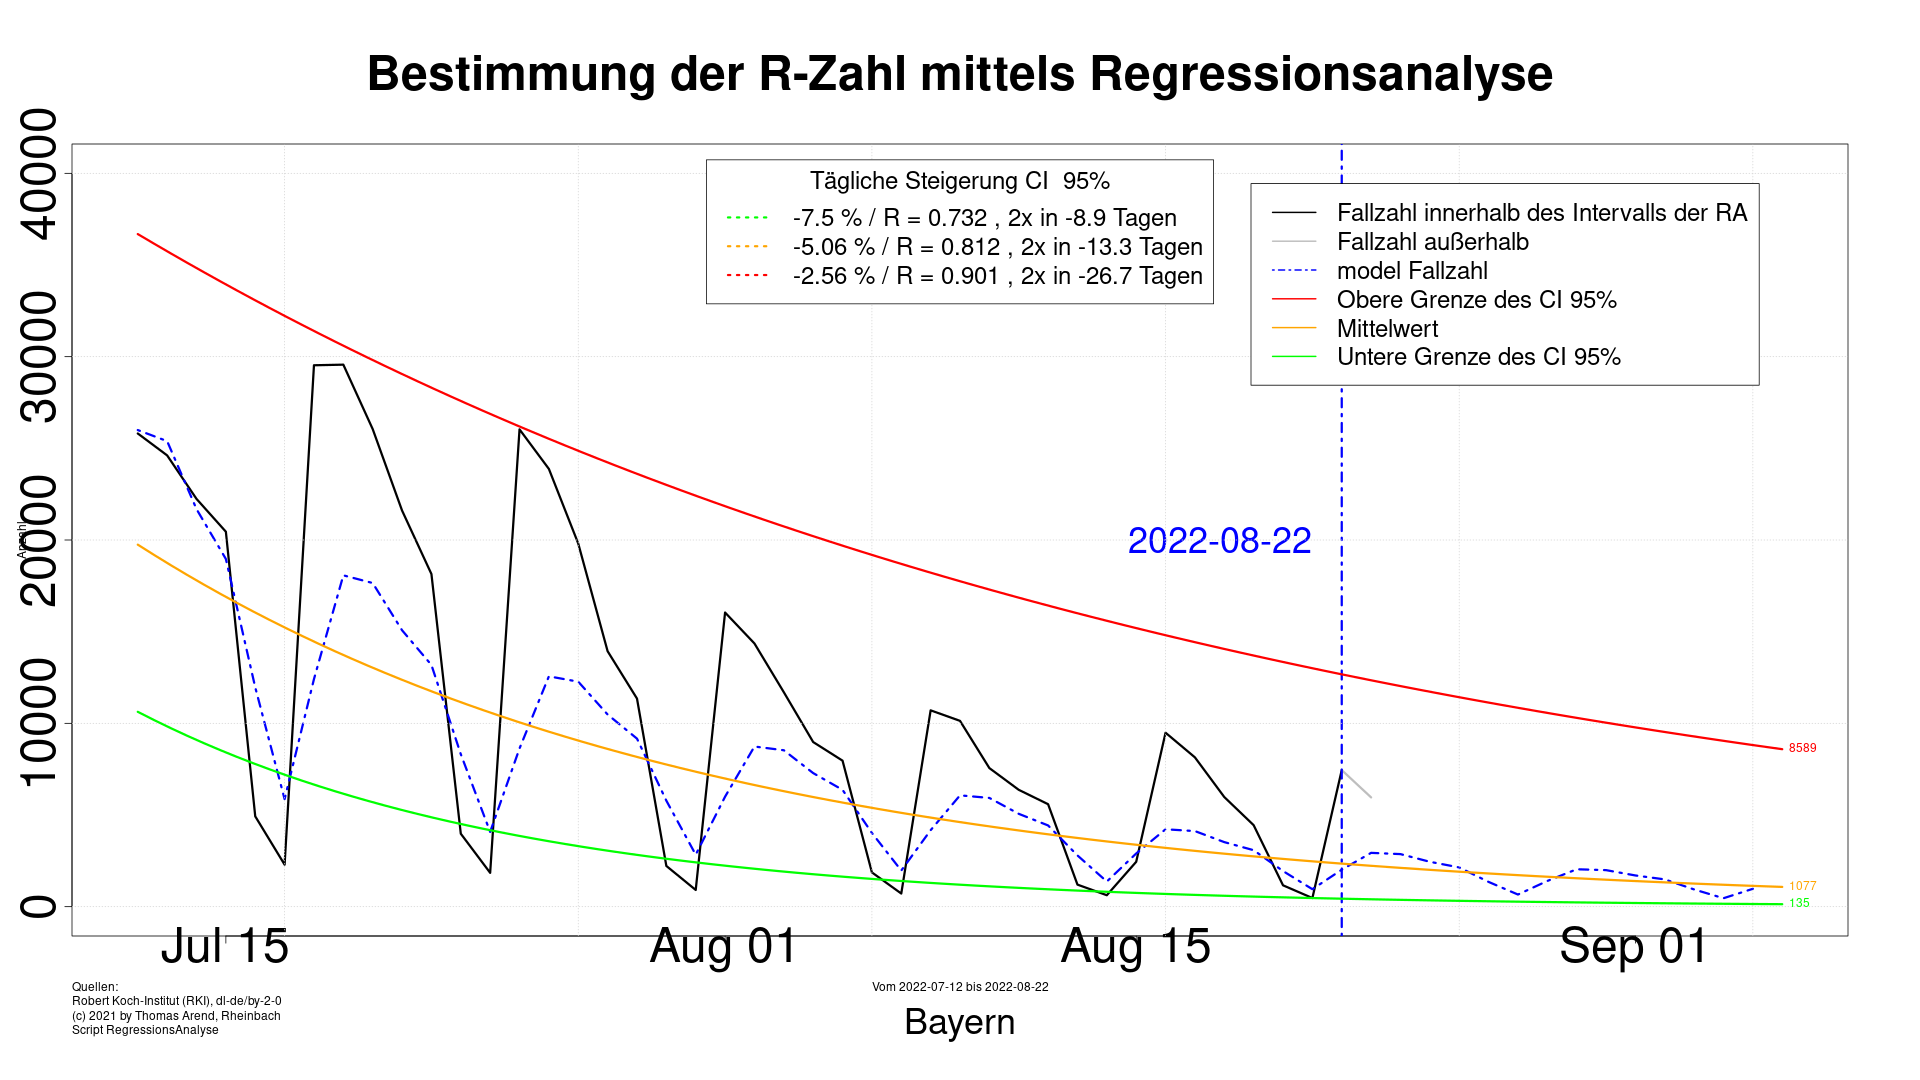 Bestimmung der R-Zahl mittels Regressionsanalyse
40000
30000
20000
10000
0
Anzahl
Tägliche Steigerung CI  95%
-7.5 % / R = 0.732 , 2x in -8.9 Tagen
-5.06 % / R = 0.812 , 2x in -13.3 Tagen
-2.56 % / R = 0.901 , 2x in -26.7 Tagen
Fallzahl innerhalb des Intervalls der RA
Fallzahl außerhalb
model Fallzahl
Obere Grenze des CI 95%
Mittelwert
Untere Grenze des CI 95%
2022-08-22
8589
1077
135
Jul 15
Aug 01
Aug 15
Sep 01
Quellen:
Robert Koch-Institut (RKI), dl-de/by-2-0
(c) 2021 by Thomas Arend, Rheinbach
Script RegressionsAnalyse
Vom 2022-07-12 bis 2022-08-22
Bayern